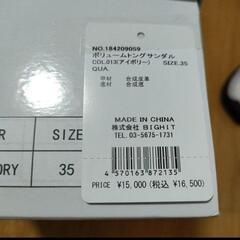 NO.184209059
ボリュームトングサンダル
COL.013(アイボリー) SIZE.35
QUA.
甲材 合成皮革
底材 合成底
MADE IN CHINA
株式会社 BIGHIT
TEL.03-5675-1731
PRICE ¥15,000(税込 ¥16,500)
4 570163 872135
R SIZE
ORY 35